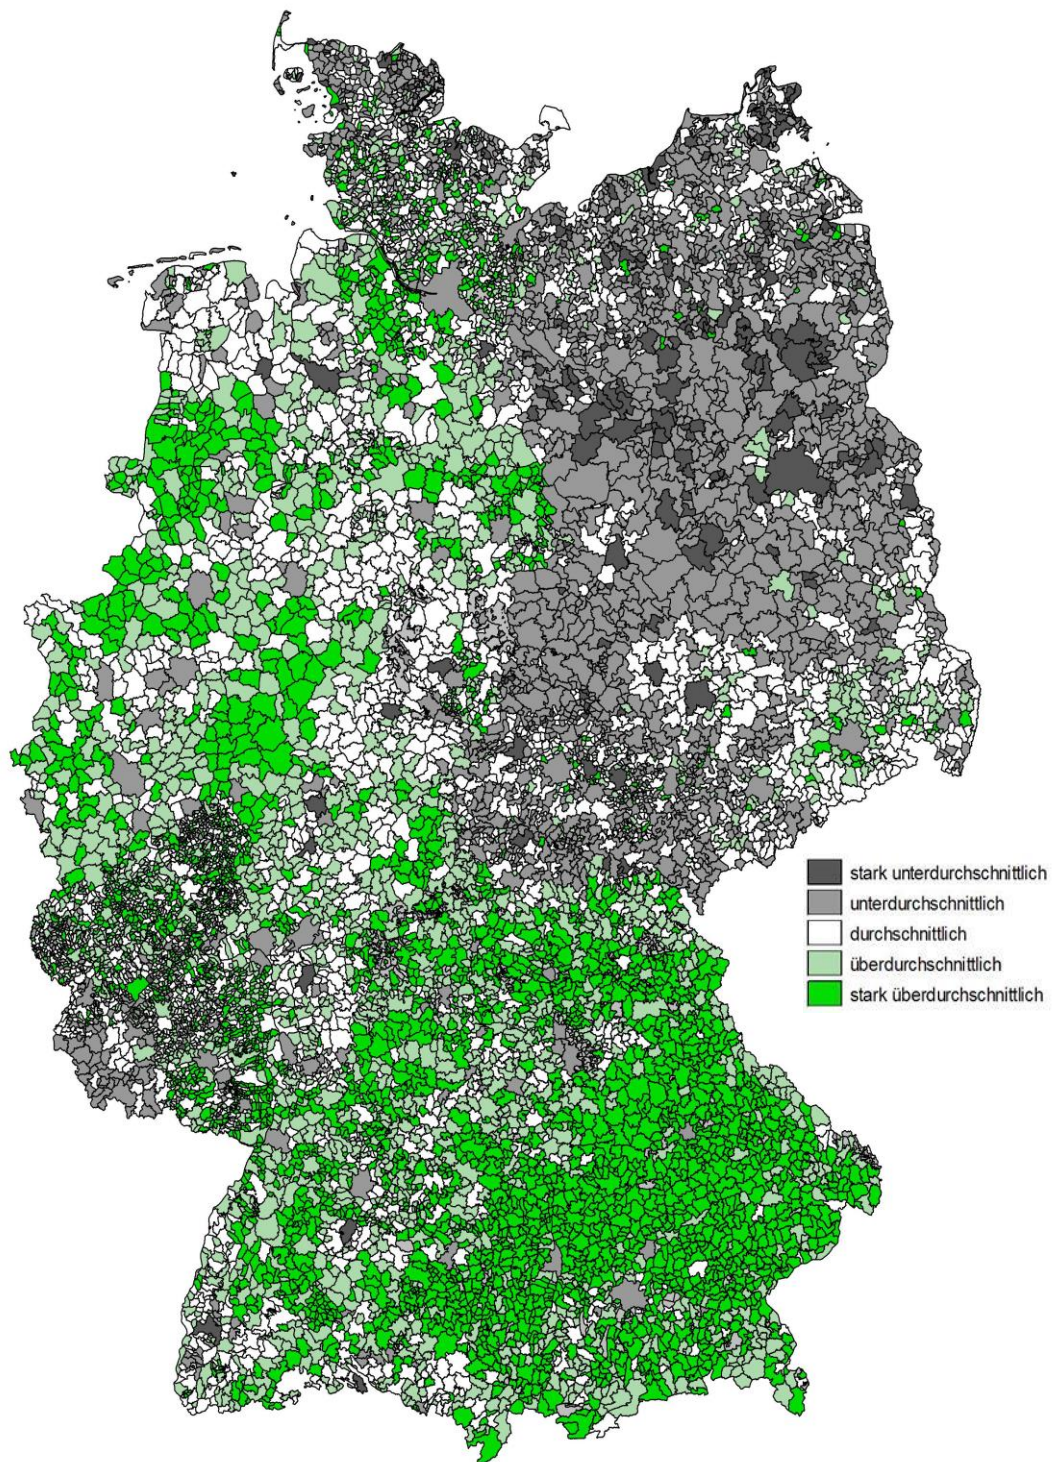 stark unterdurchschnittlich
unterdurchschnittlich
durchschnittlich
überdurchschnittlich
stark überdurchschnittlich